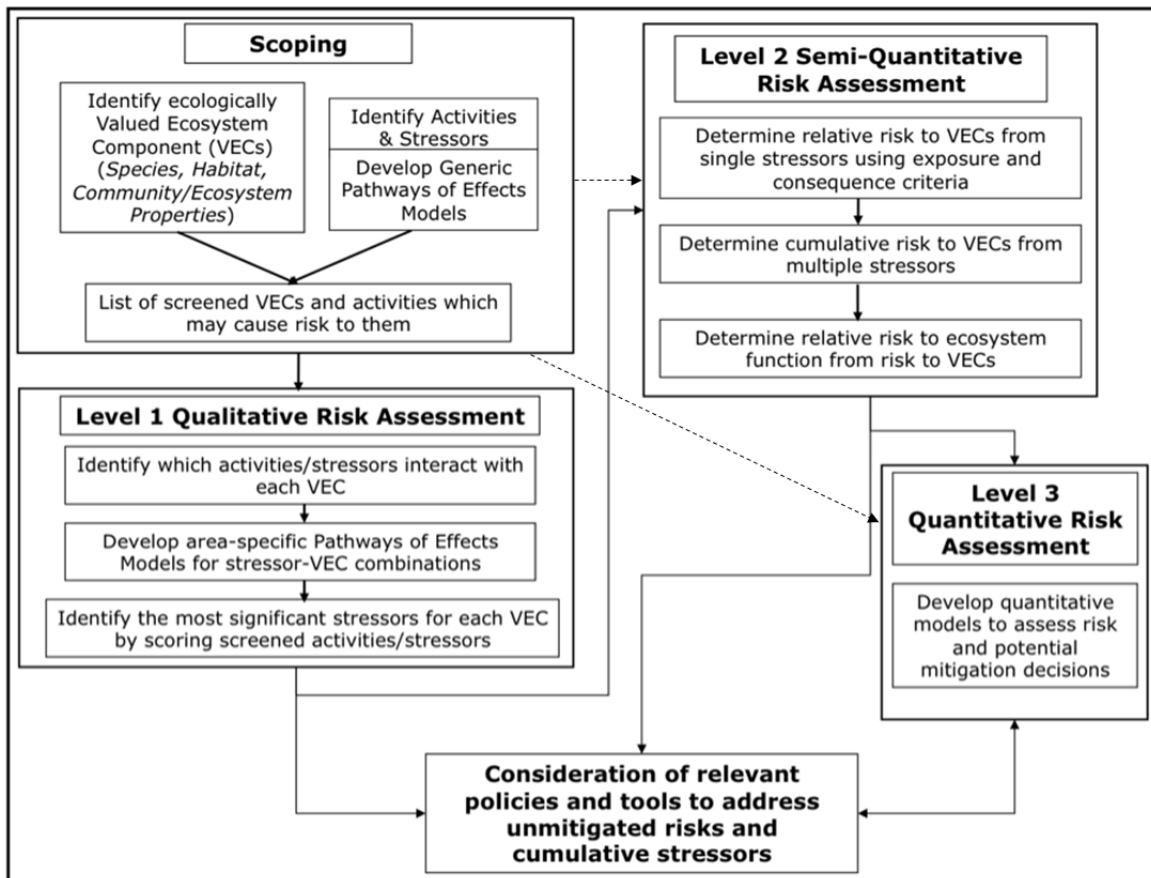 Scoping
Identify ecologically
Valued Ecosystem
Component (VECs)
(Species, Habitat,
Community/Ecosystem
Properties)
Identify Activities
& Stressors
Develop Generic
Pathways of Effects
Models
List of screened VECs and activities which
may cause risk to them
Level 1 Qualitative Risk Assessment
Identify which activities/stressors interact with
each VEC
Develop area-specific Pathways of Effects
Models for stressor-VEC combinations
Identify the most significant stressors for each VEC
by scoring screened activities/stressors
Level 2 Semi-Quantitative
Risk Assessment
Determine relative risk to VECs from
single stressors using exposure and
consequence criteria
Determine cumulative risk to VECs from
multiple stressors
Determine relative risk to ecosystem
function from risk to VECs
Level 3
Quantitative Risk
Assessment
Develop quantitative
models to assess risk
and potential
mitigation decisions
Consideration of relevant
policies and tools to address
unmitigated risks and
cumulative stressors